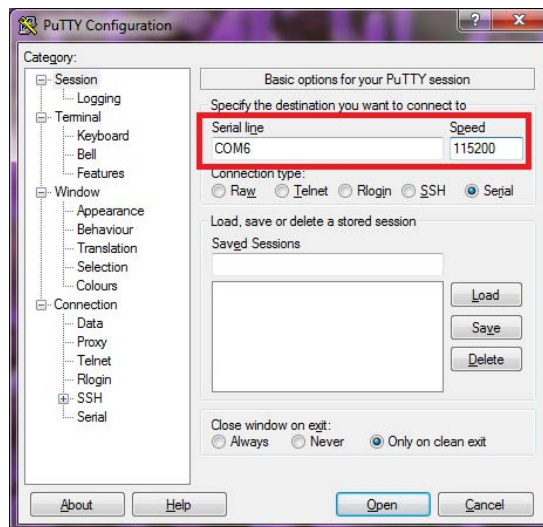 PuTTY Configuration
?
X
Category:
Session
Logging
Terminal
Keyboard
Bell
Features
Window
Appearance
Behaviour
Translation
Selection
Colours
Connection
Data
Proxy
Telnet
Rlogin
SSH
Serial
Basic options for your PuTTY session
Specify the destination you want to connect to
Serial line Speed
COM6 115200
Connection type:
Raw Telnet Rlogin SSH Serial
Load, save or delete a stored session
Saved Sessions
Load
Save
Delete
Close window on exit:
Always Never Only on clean exit
About Help Open Cancel